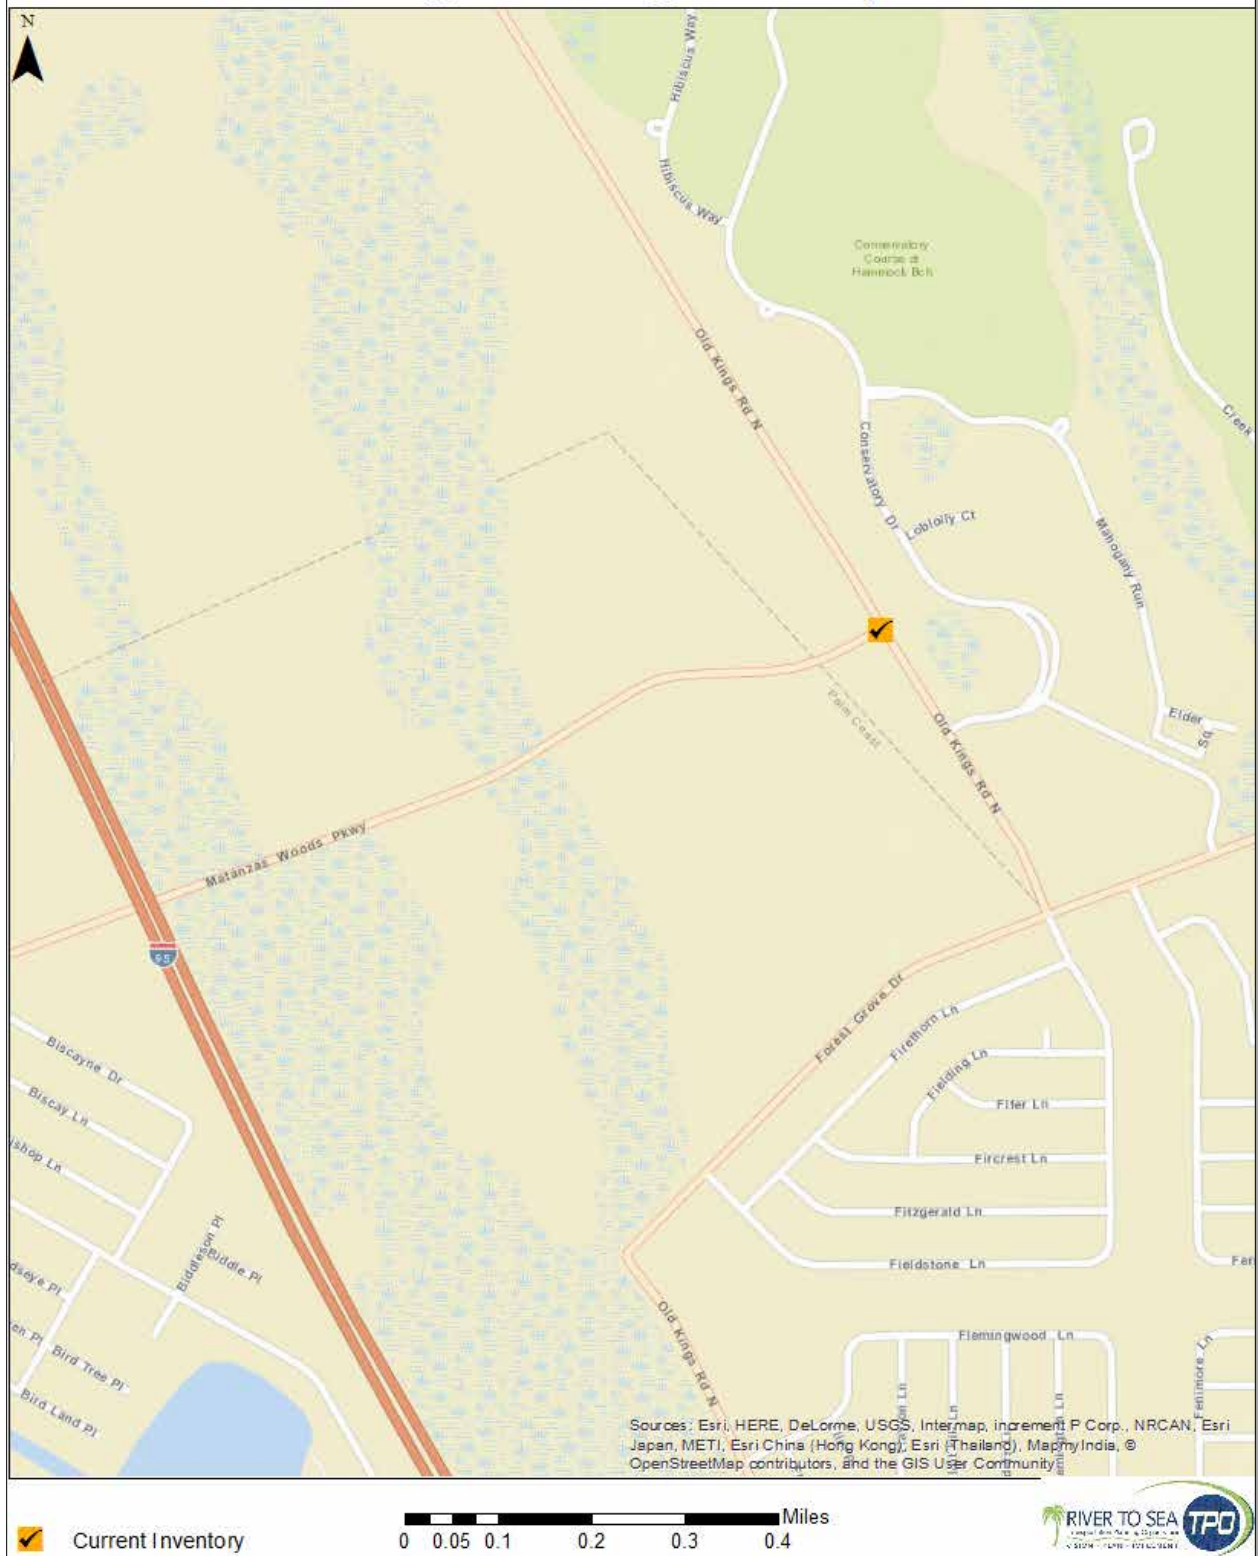 N
Hibiscus Way
Hibiscus Way
Conservatory
Course at
Hammock Bch
Old Kings Rd N
Creek
Conservatory Dr
Loblolly Ct
Mahogany Run
Palm Coast
Old Kings Rd N
Elder
Sq
Matanzas Woods Pkwy
95
Forest Grove Dr
Firethorn Ln
Biscayne Dr
Fielding Ln
Biscay Ln
Fifer Ln
ishop Ln
Fircrest Ln
Fitzgerald Ln
Biddleson Pl
Biddle Pl
Fieldstone Ln
Fer
dseye Pl
Old Kings Rd N
en Pl
Bird Tree Pl
Flemingwood Ln
Fenimore Ln
Bird Land Pl
Sources: Esri, HERE, DeLorme, USGS, Intermap, increment P Corp., NRCAN, Esri
Japan, METI, Esri China (Hong Kong), Esri (Thailand), MapmyIndia, ©
OpenStreetMap contributors, and the GIS User Community
Current Inventory
Miles
0 0.05 0.1 0.2 0.3 0.4
RIVER TO SEA
TPO